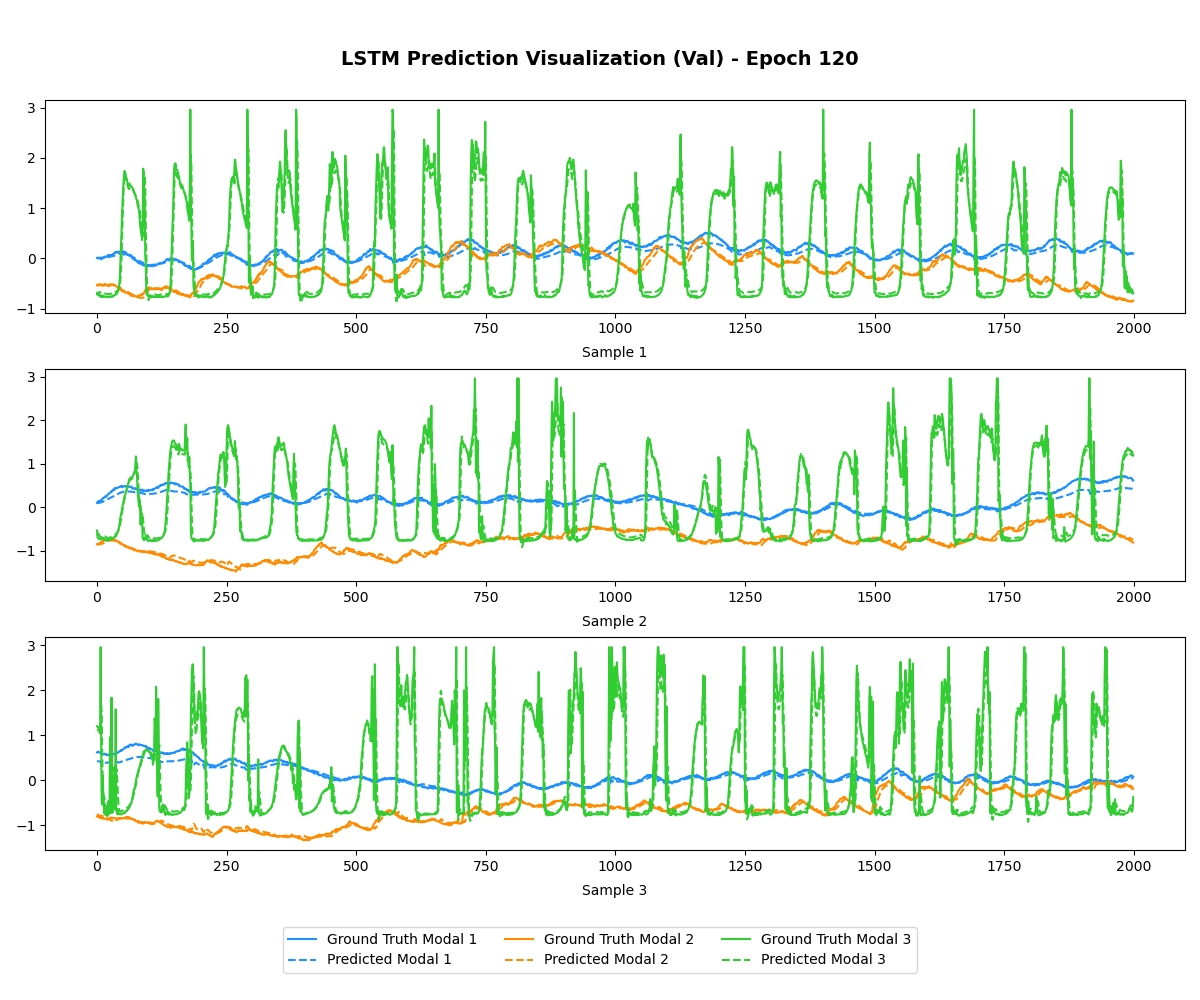 LSTM Prediction Visualization (Val) - Epoch 120
3
2
1
0
−1
0 250 500 750 1000 1250 1500 1750 2000
Sample 1
3
2
1
0
−1
0 250 500 750 1000 1250 1500 1750 2000
Sample 2
3
2
1
0
−1
0 250 500 750 1000 1250 1500 1750 2000
Sample 3
Ground Truth Modal 1 Ground Truth Modal 2 Ground Truth Modal 3
Predicted Modal 1 Predicted Modal 2 Predicted Modal 3